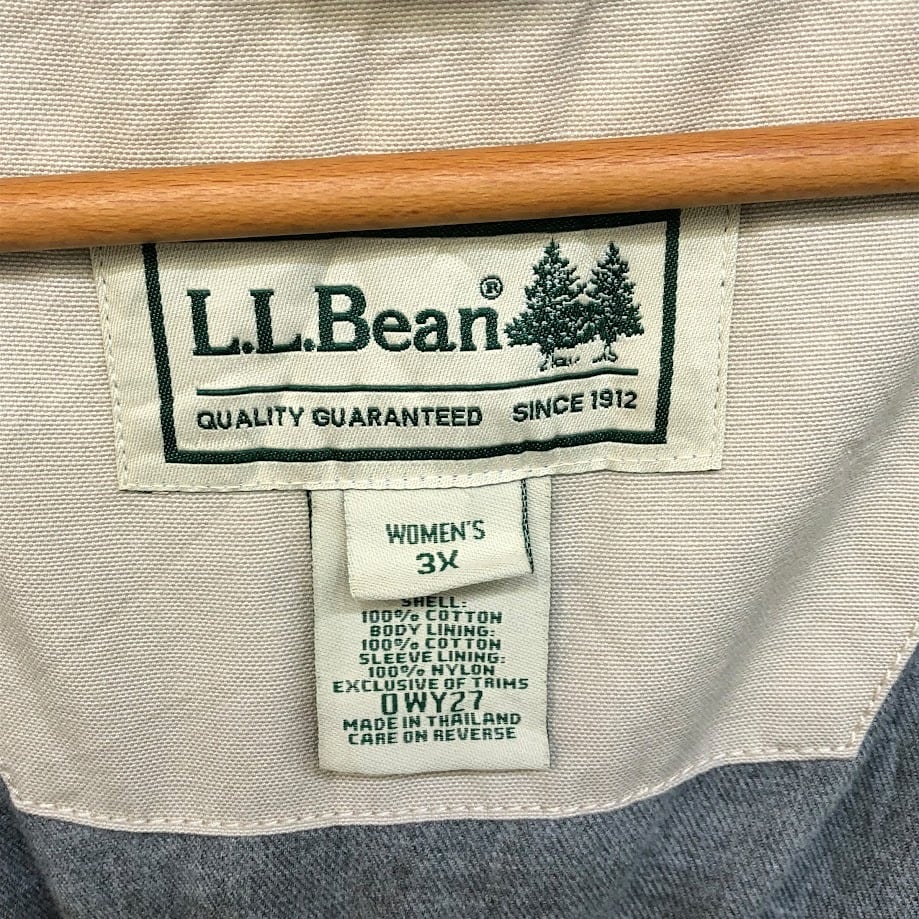 L.L.Bean®
QUALITY GUARANTEED SINCE 1912
WOMEN'S
3X
SHELL:
100% COTTON
BODY LINING:
100% COTTON
SLEEVE LINING:
100% NYLON
EXCLUSIVE OF TRIMS
0WY27
MADE IN THAILAND
CARE ON REVERSE